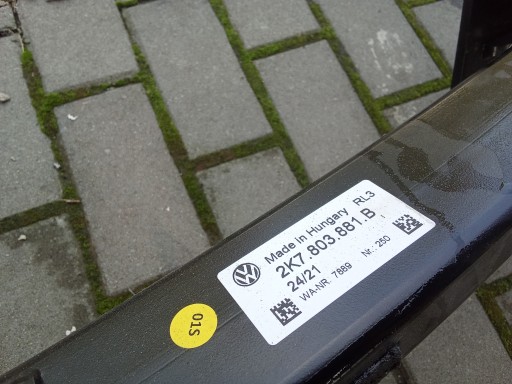 Made in Hungary RL3
2K7.803.881.B
24/21
WA-NR. 7889 Nr.: 250
01S